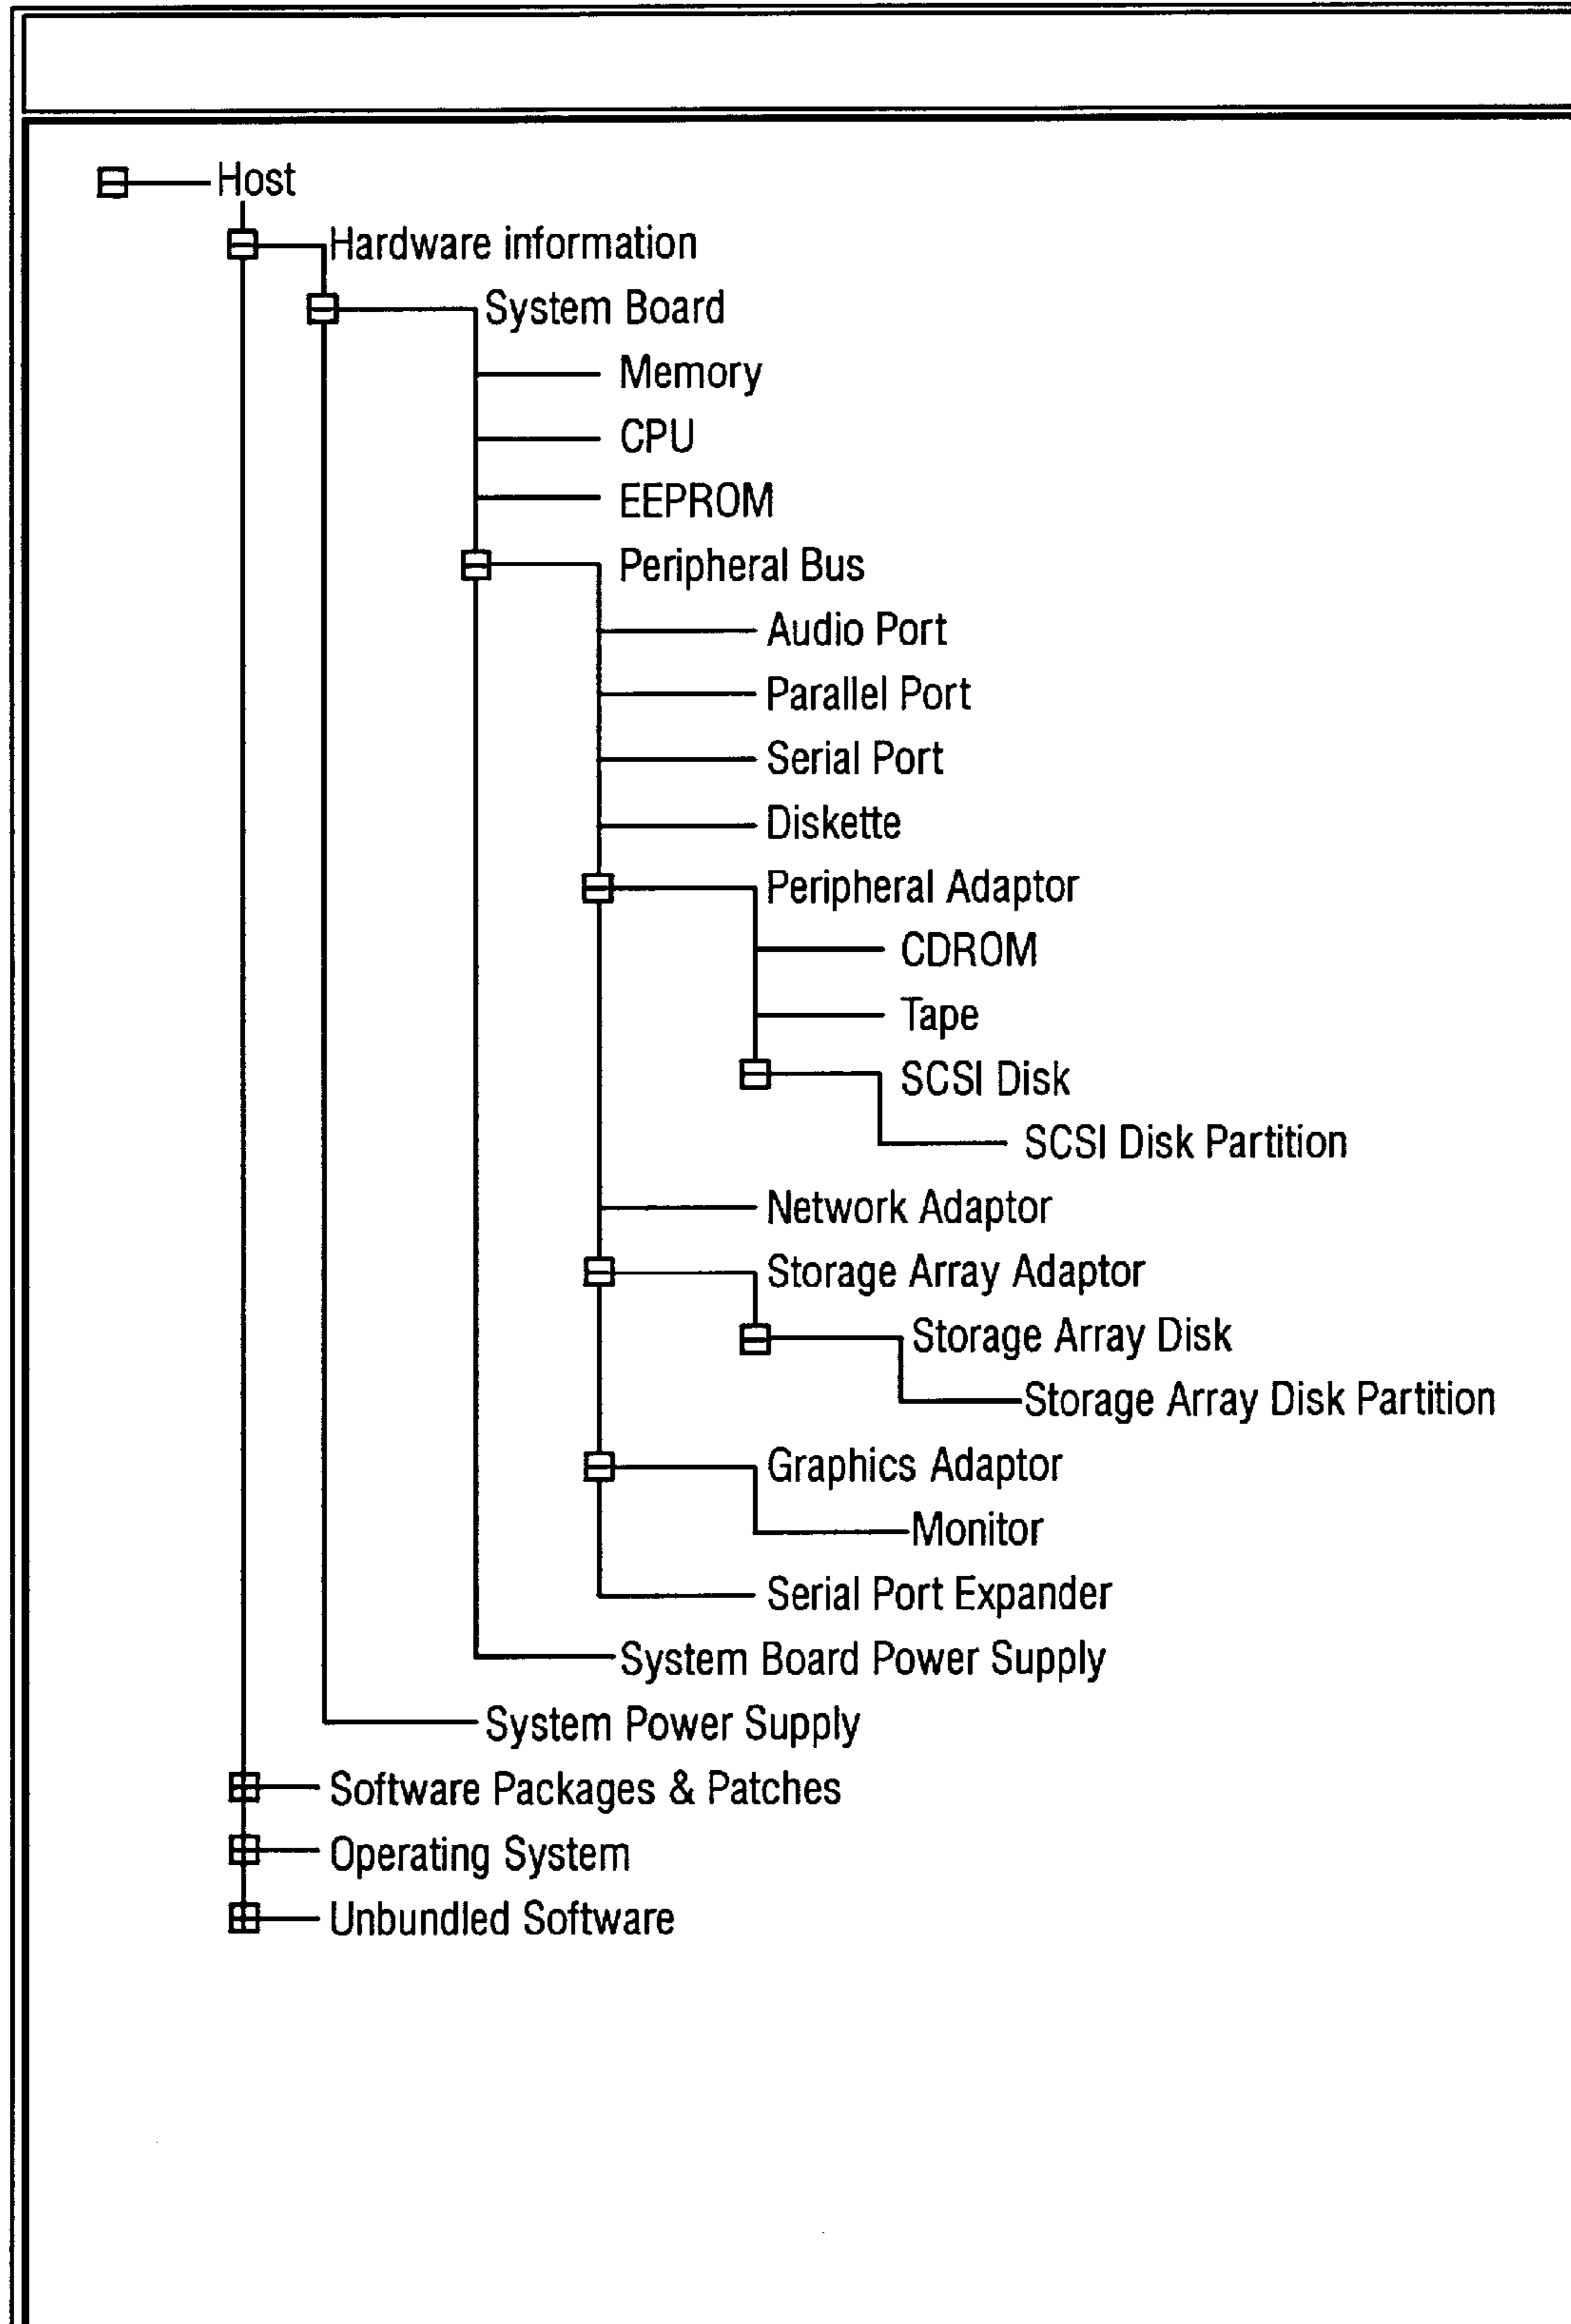 Host
Hardware information
System Board
Memory
CPU
EEPROM
Peripheral Bus
Audio Port
Parallel Port
Serial Port
Diskette
Peripheral Adaptor
CDROM
Tape
SCSI Disk
SCSI Disk Partition
Network Adaptor
Storage Array Adaptor
Storage Array Disk
Storage Array Disk Partition
Graphics Adaptor
Monitor
Serial Port Expander
System Board Power Supply
System Power Supply
Software Packages & Patches
Operating System
Unbundled Software